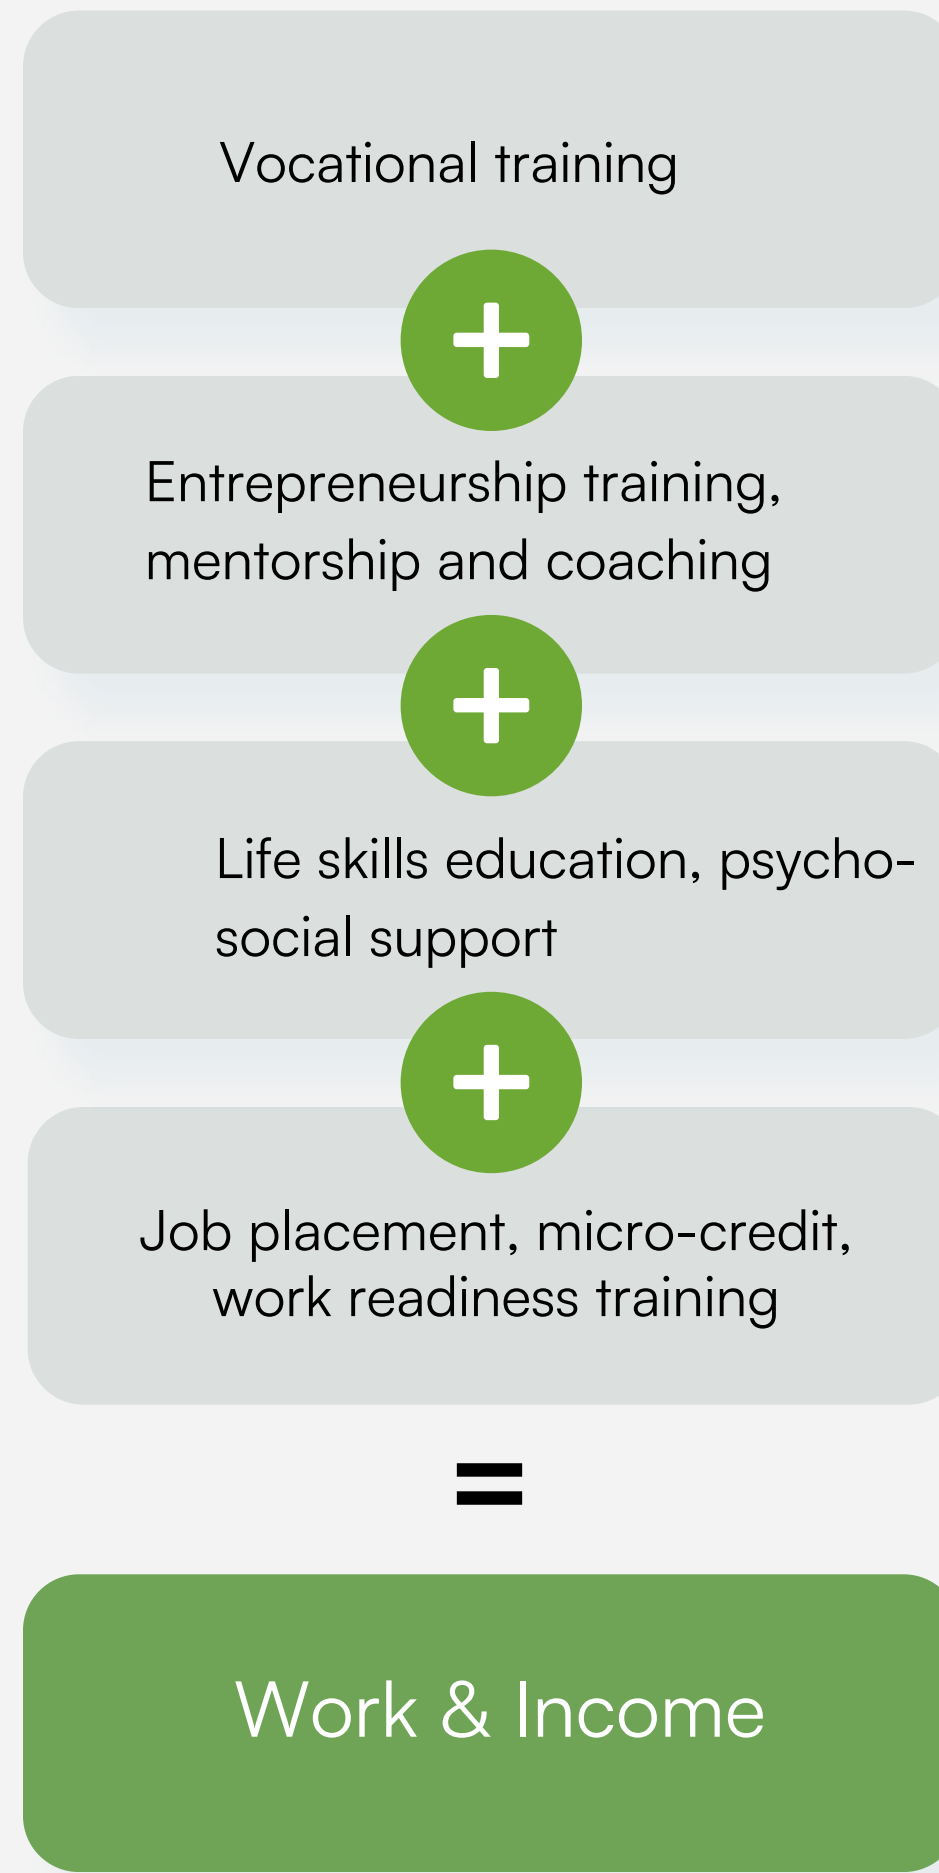 Vocational training
+
Entrepreneurship training,
mentorship and coaching
+
Life skills education, psycho-
social support
+
Job placement, micro-credit,
work readiness training
=
Work & Income